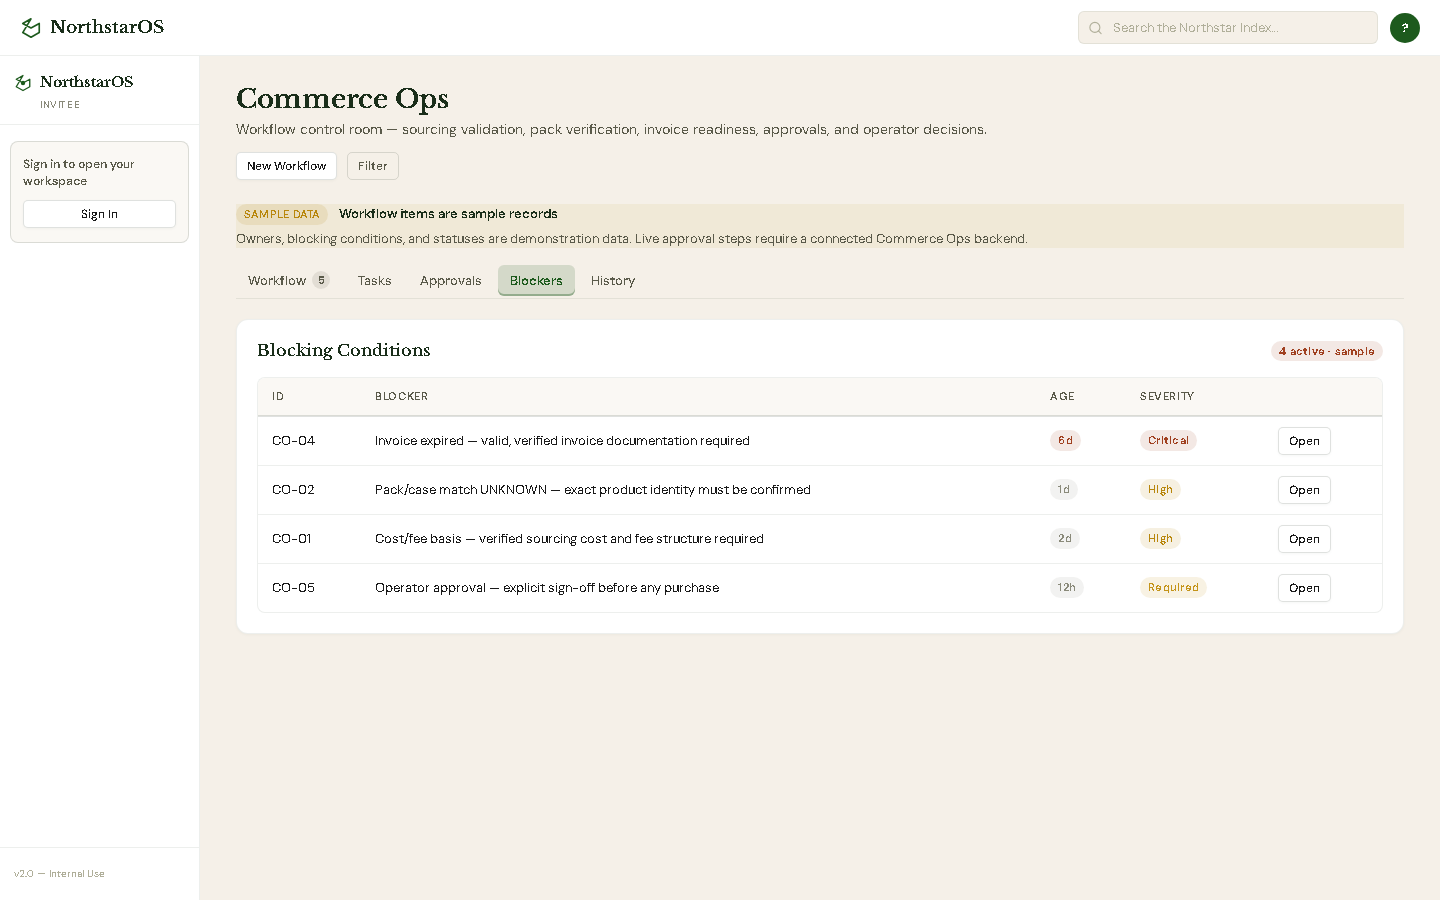 NorthstarOS
Search the Northstar Index...
?
NorthstarOS
INVITEE
Sign in to open your
workspace
Sign In
v2.0 — Internal Use
Commerce Ops
Workflow control room — sourcing validation, pack verification, invoice readiness, approvals, and operator decisions.
New Workflow Filter
SAMPLE DATA Workflow items are sample records
Owners, blocking conditions, and statuses are demonstration data. Live approval steps require a connected Commerce Ops backend.
Workflow 5 Tasks Approvals Blockers History
Blocking Conditions 4 active · sample
ID BLOCKER AGE SEVERITY
CO-04 Invoice expired — valid, verified invoice documentation required 6d Critical Open
CO-02 Pack/case match UNKNOWN — exact product identity must be confirmed 1d High Open
CO-01 Cost/fee basis — verified sourcing cost and fee structure required 2d High Open
CO-05 Operator approval — explicit sign-off before any purchase 12h Required Open